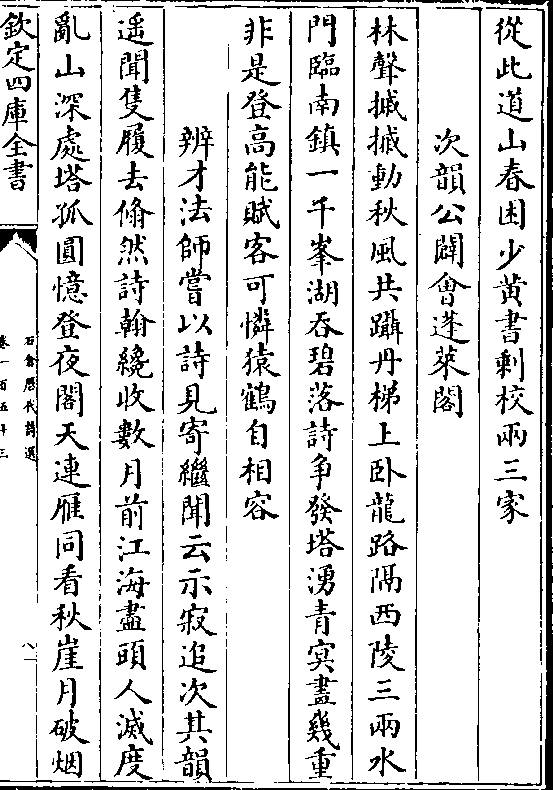 從此道山春困少黄書剰校兩三家
次韻公闢會蓬萊閣
林聲摵摵動秋風共躡丹梯上卧龍路隔西陵三兩水
門臨南鎮一千峯湖吞碧落詩争發塔湧青㝠畫幾重
非是登高能賦客可憐猿鶴自相容
辨才法師嘗以詩見寄繼聞云示寂追次其韻
遥聞隻履去翛然詩翰纔收數月前江海盡頭人滅度
亂山深處塔孤圓憶登夜閣天連雁同看秋崖月破烟
欽定四庫全書
石倉歷代詩選
卷一百五十三
八